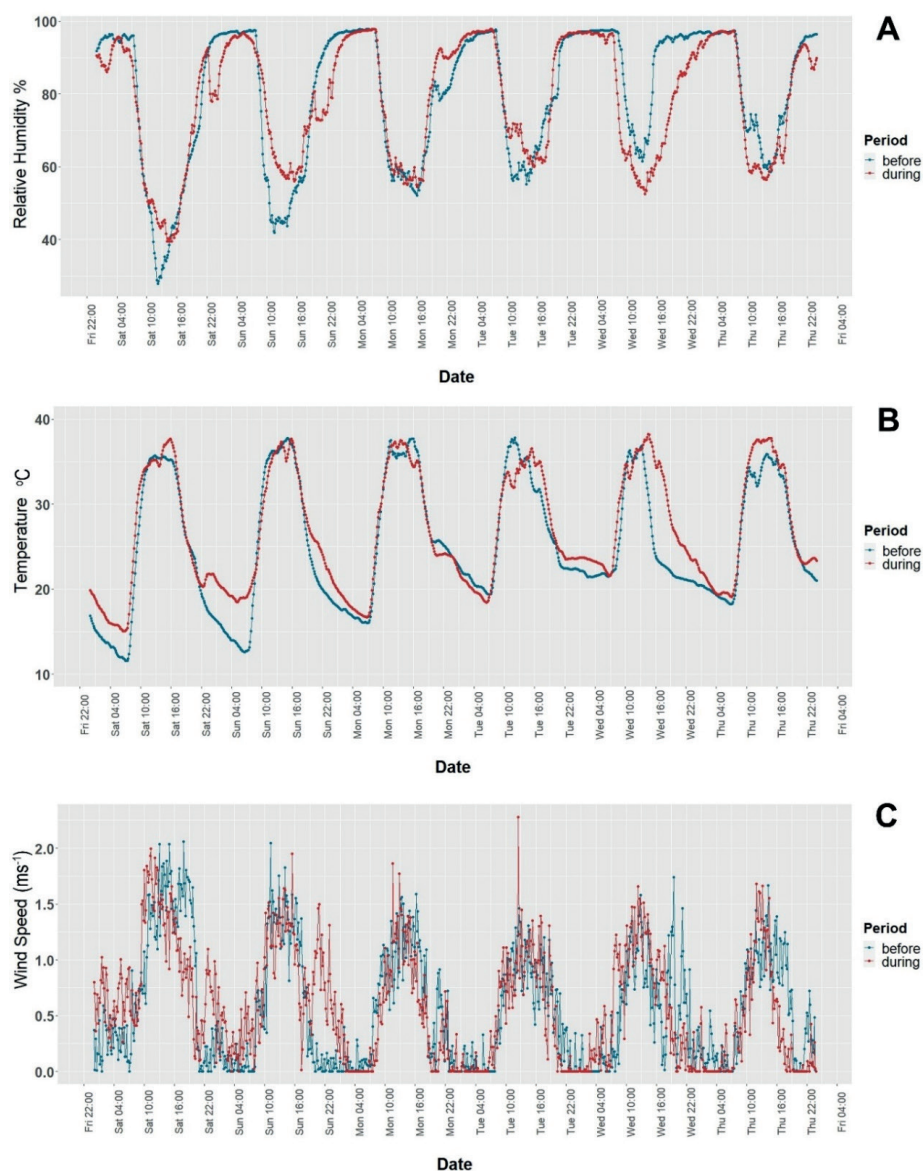 A
100
80
60
40
Relative Humidity %
Period
before
during
Fri 22:00
Sat 04:00
Sat 10:00
Sat 16:00
Sat 22:00
Sun 04:00
Sun 10:00
Sun 16:00
Sun 22:00
Mon 04:00
Mon 10:00
Mon 16:00
Mon 22:00
Tue 04:00
Tue 10:00
Tue 16:00
Tue 22:00
Wed 04:00
Wed 10:00
Wed 16:00
Wed 22:00
Thu 04:00
Thu 10:00
Thu 16:00
Thu 22:00
Fri 04:00
Date
B
40
30
20
10
Temperature ºC
Period
before
during
Fri 22:00
Sat 04:00
Sat 10:00
Sat 16:00
Sat 22:00
Sun 04:00
Sun 10:00
Sun 16:00
Sun 22:00
Mon 04:00
Mon 10:00
Mon 16:00
Mon 22:00
Tue 04:00
Tue 10:00
Tue 16:00
Tue 22:00
Wed 04:00
Wed 10:00
Wed 16:00
Wed 22:00
Thu 04:00
Thu 10:00
Thu 16:00
Thu 22:00
Fri 04:00
Date
C
2.0
1.5
1.0
0.5
0.0
Wind Speed (ms⁻¹)
Period
before
during
Fri 22:00
Sat 04:00
Sat 10:00
Sat 16:00
Sat 22:00
Sun 04:00
Sun 10:00
Sun 16:00
Sun 22:00
Mon 04:00
Mon 10:00
Mon 16:00
Mon 22:00
Tue 04:00
Tue 10:00
Tue 16:00
Tue 22:00
Wed 04:00
Wed 10:00
Wed 16:00
Wed 22:00
Thu 04:00
Thu 10:00
Thu 16:00
Thu 22:00
Fri 04:00
Date